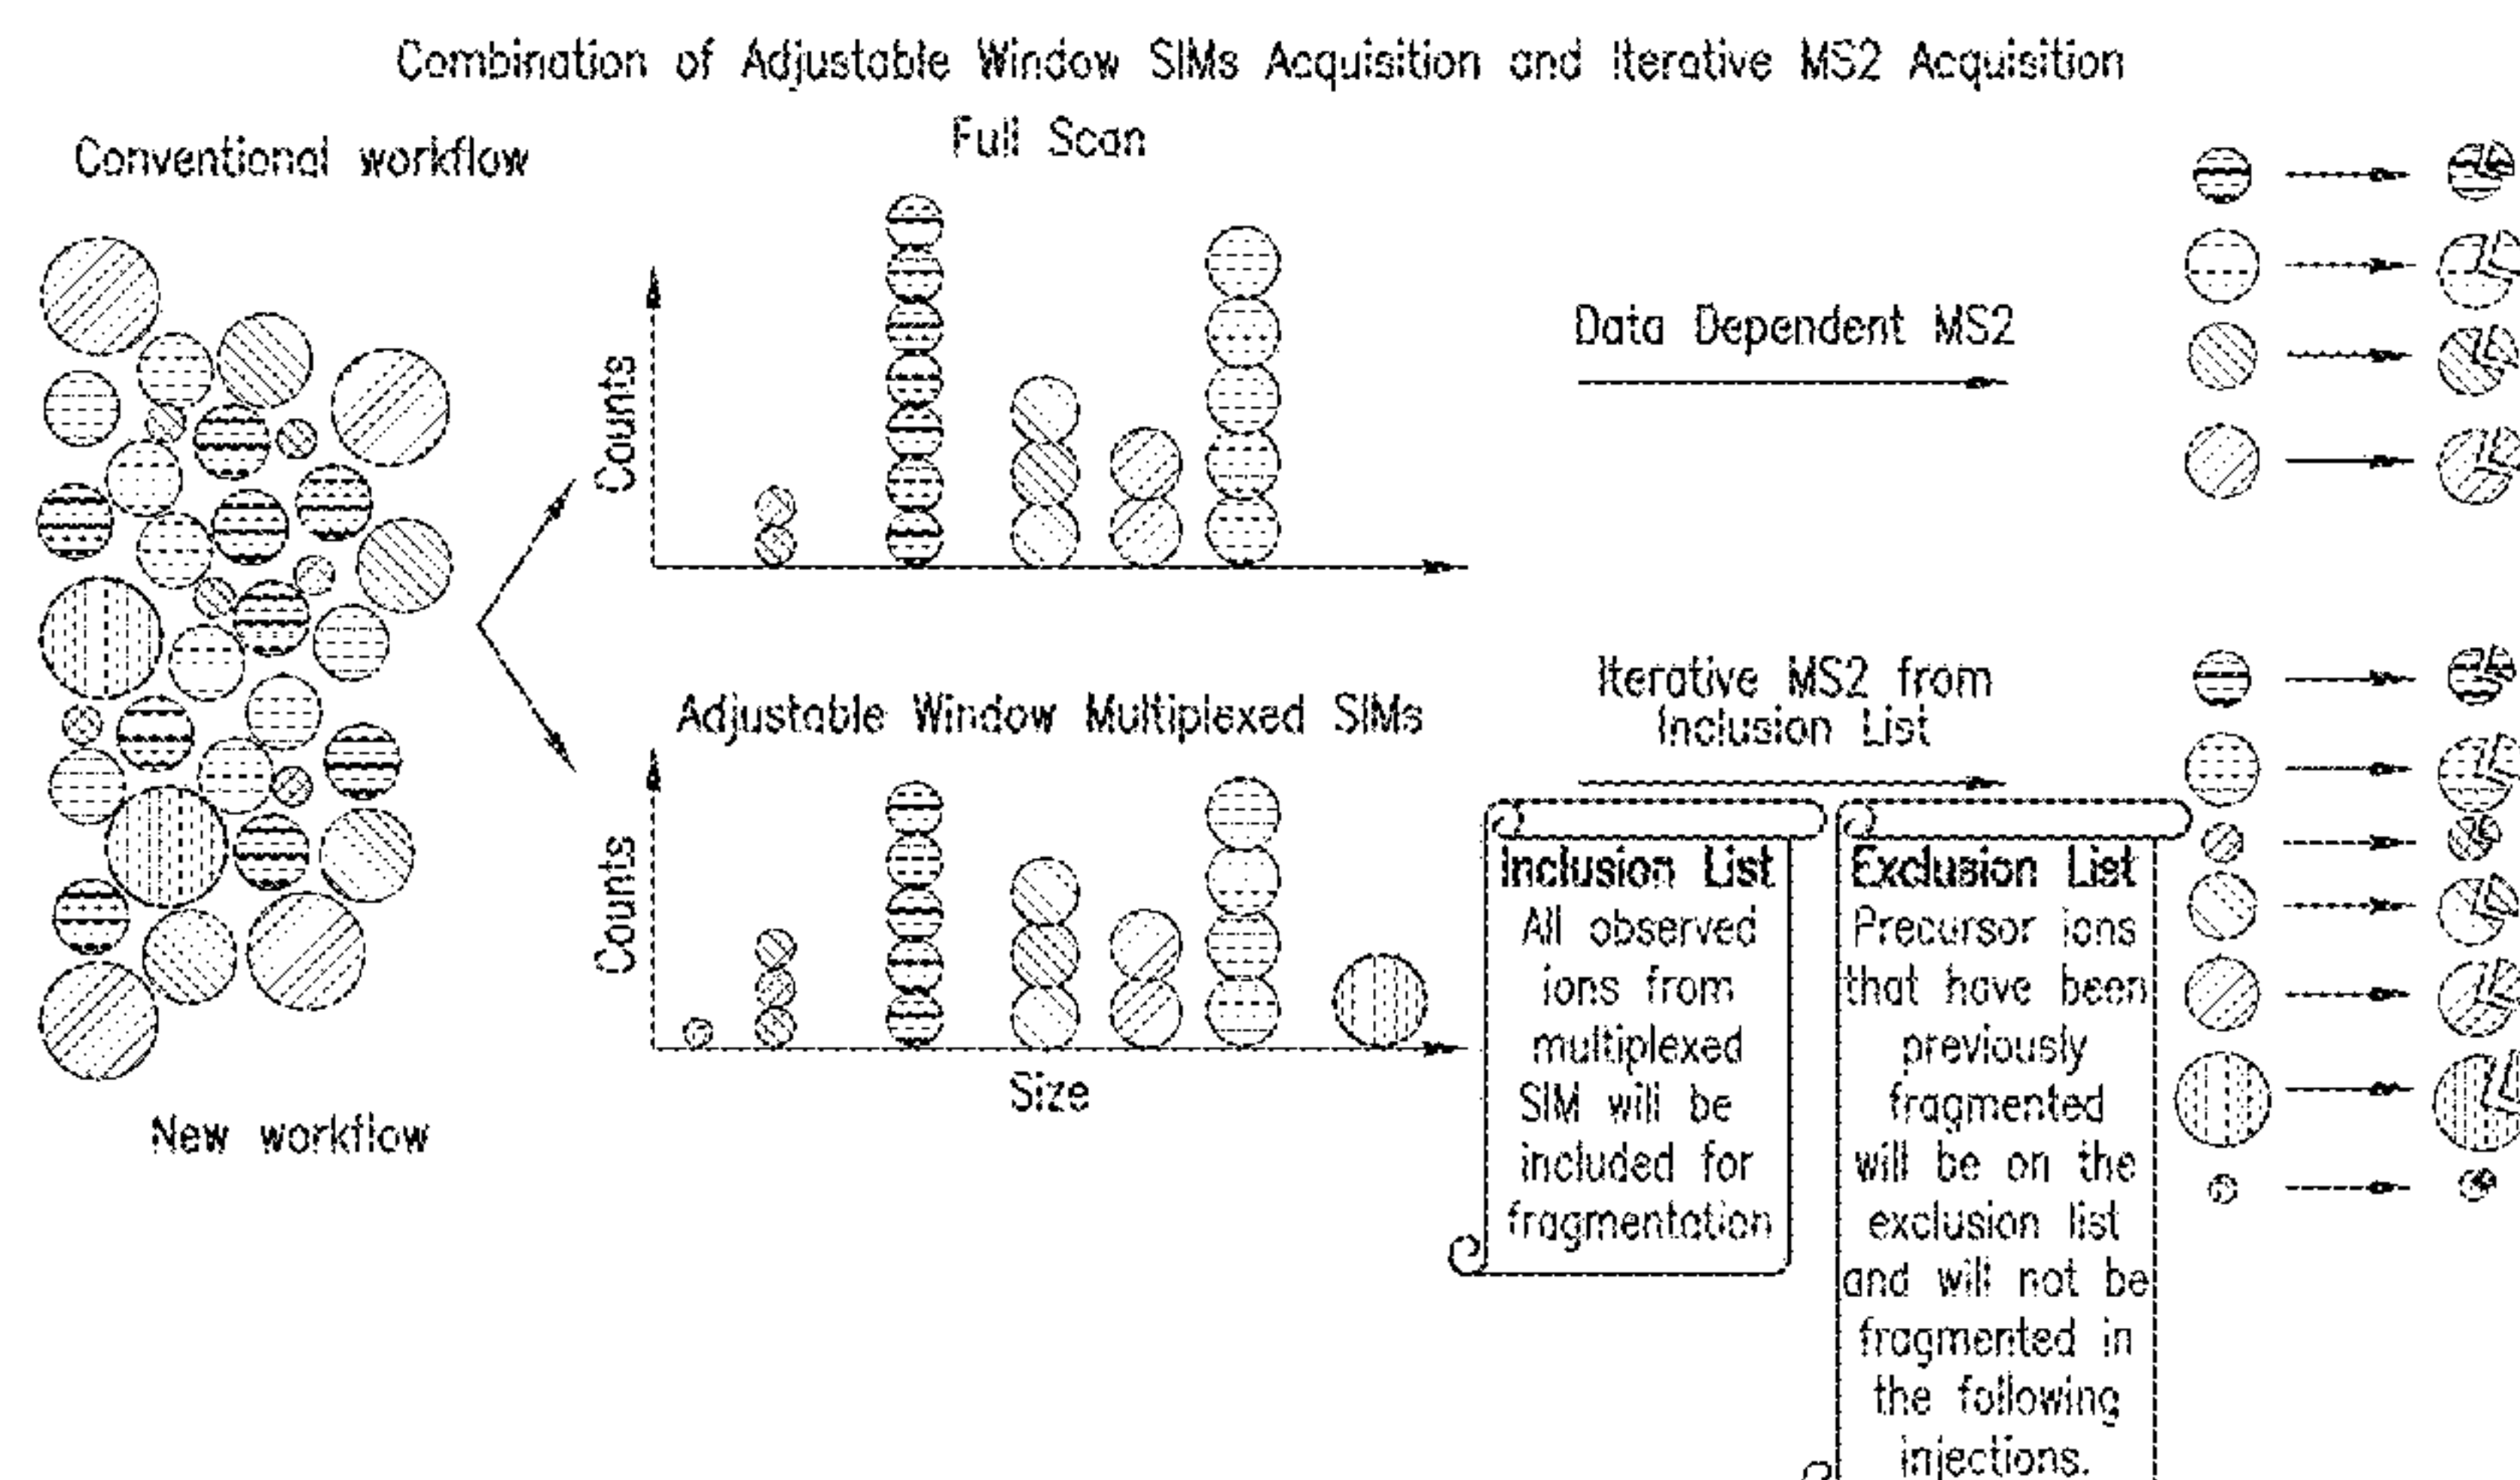 Combination of Adjustable Window SIMs Acquisition and Iterative MS2 Acquisition
Conventional workflow
Full Scan
Counts
Data Dependent MS2
Adjustable Window Multiplexed SIMs
Counts
Size
New workflow
Iterative MS2 from
Inclusion List
Inclusion List
All observed
ions from
multiplexed
SIM will be
included for
fragmentation
Exclusion List
Precursor ions
that have been
previously
fragmented
will be on the
exclusion list
and will not be
fragmented in
the following
injections.